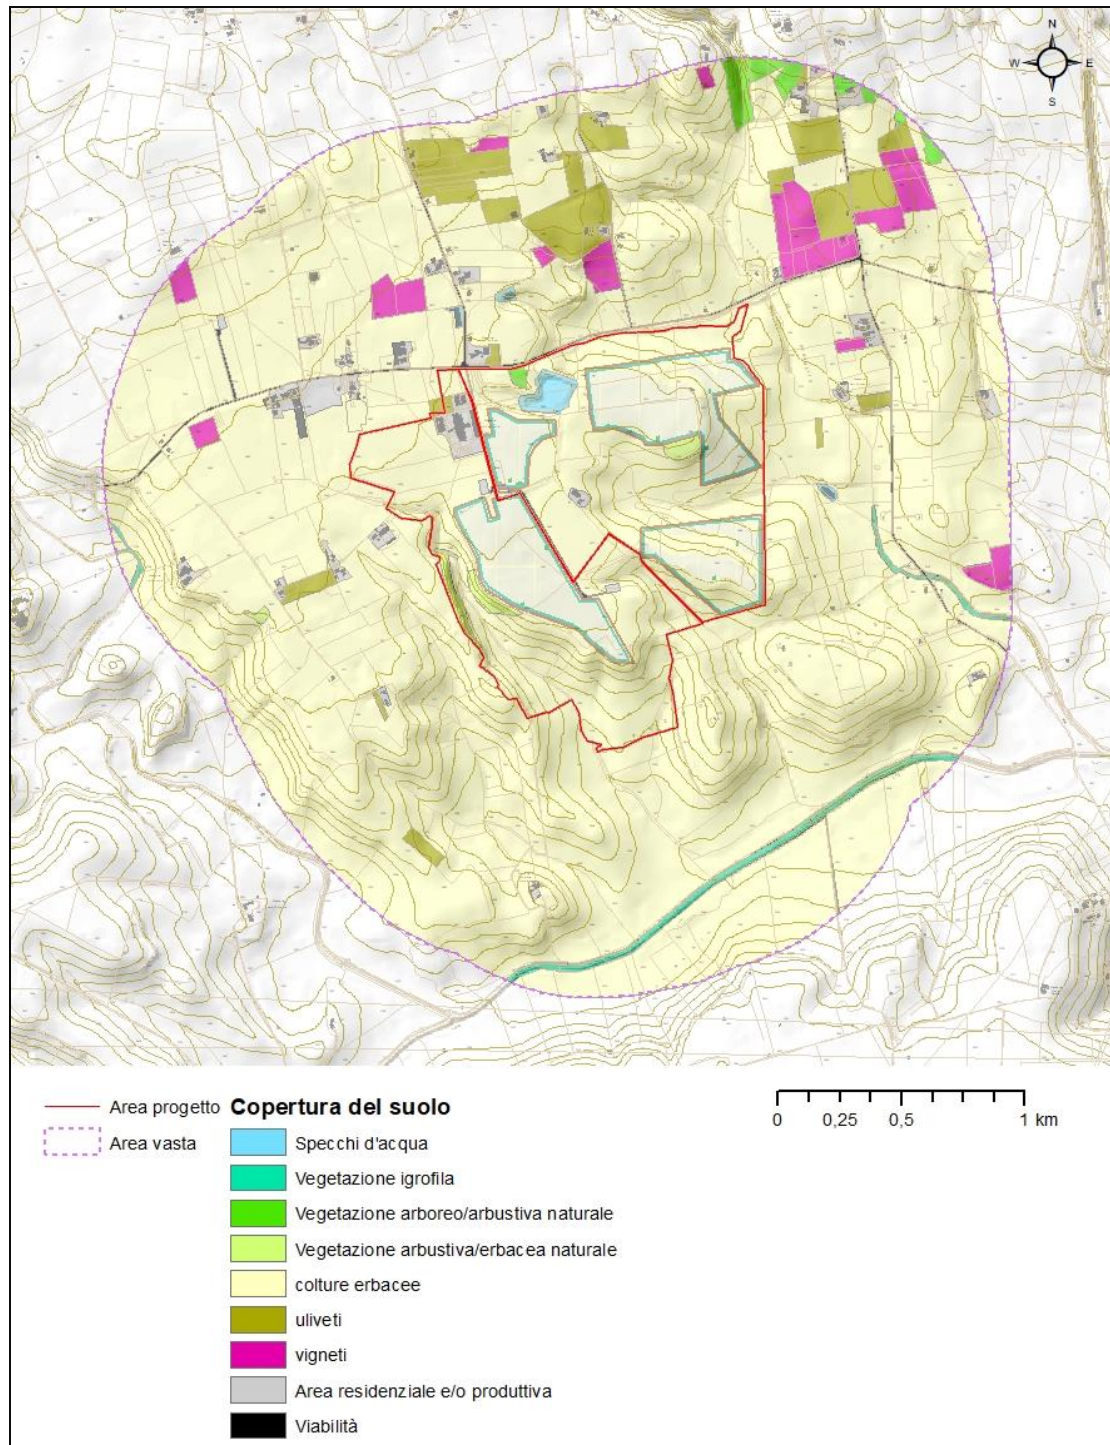 N
W E
S
Area progetto
Area vasta
Copertura del suolo
Specchi d'acqua
Vegetazione igrofila
Vegetazione arboreo/arbustiva naturale
Vegetazione arbustiva/erbacea naturale
colture erbacee
uliveti
vigneti
Area residenziale e/o produttiva
Viabilità
0 0,25 0,5 1 km